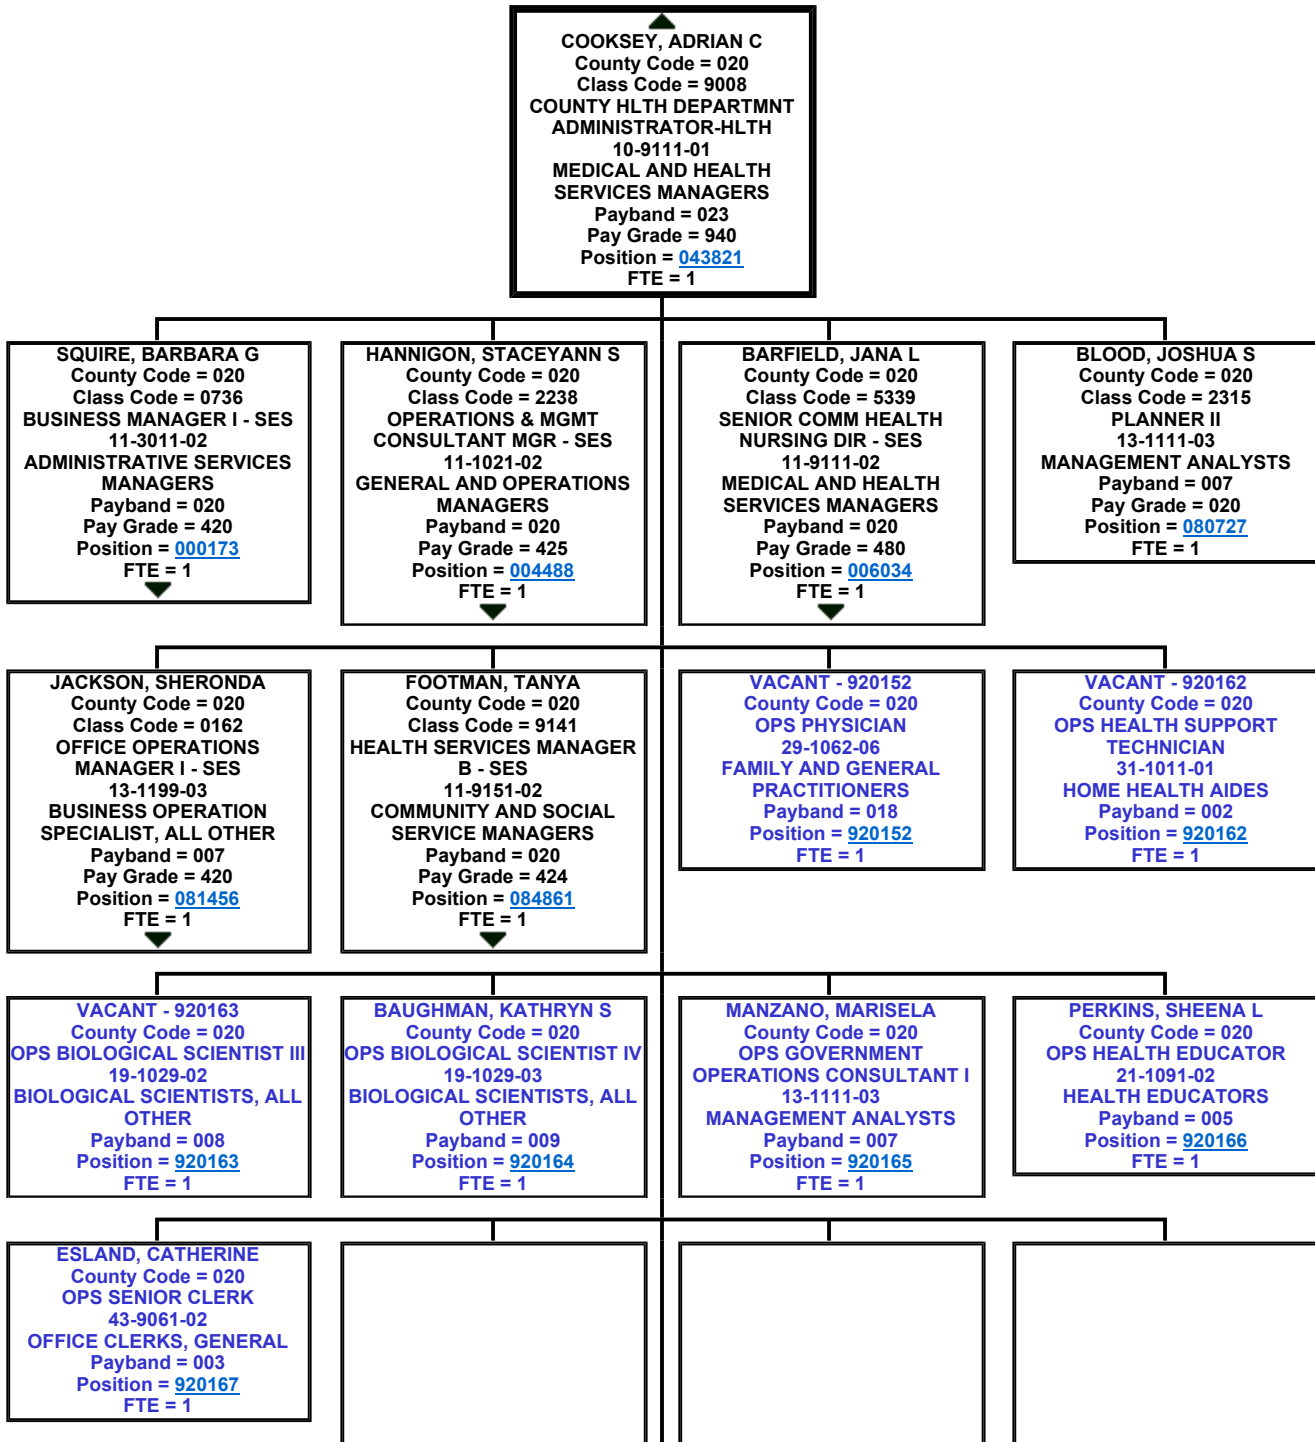 COOKSEY, ADRIAN C
County Code = 020
Class Code = 9008
COUNTY HLTH DEPARTMNT
ADMINISTRATOR-HLTH
10-9111-01
MEDICAL AND HEALTH
SERVICES MANAGERS
Payband = 023
Pay Grade = 940
Position = 043821
FTE = 1
SQUIRE, BARBARA G
County Code = 020
Class Code = 0736
BUSINESS MANAGER I - SES
11-3011-02
ADMINISTRATIVE SERVICES
MANAGERS
Payband = 020
Pay Grade = 420
Position = 000173
FTE = 1
HANNIGON, STACEYANN S
County Code = 020
Class Code = 2238
OPERATIONS & MGMT
CONSULTANT MGR - SES
11-1021-02
GENERAL AND OPERATIONS
MANAGERS
Payband = 020
Pay Grade = 425
Position = 004488
FTE = 1
BARFIELD, JANA L
County Code = 020
Class Code = 5339
SENIOR COMM HEALTH
NURSING DIR - SES
11-9111-02
MEDICAL AND HEALTH
SERVICES MANAGERS
Payband = 020
Pay Grade = 480
Position = 006034
FTE = 1
BLOOD, JOSHUA S
County Code = 020
Class Code = 2315
PLANNER II
13-1111-03
MANAGEMENT ANALYSTS
Payband = 007
Pay Grade = 020
Position = 080727
FTE = 1
JACKSON, SHERONDA
County Code = 020
Class Code = 0162
OFFICE OPERATIONS
MANAGER I - SES
13-1199-03
BUSINESS OPERATION
SPECIALIST, ALL OTHER
Payband = 007
Pay Grade = 420
Position = 081456
FTE = 1
FOOTMAN, TANYA
County Code = 020
Class Code = 9141
HEALTH SERVICES MANAGER
B - SES
11-9151-02
COMMUNITY AND SOCIAL
SERVICE MANAGERS
Payband = 020
Pay Grade = 424
Position = 084861
FTE = 1
VACANT - 920152
County Code = 020
OPS PHYSICIAN
29-1062-06
FAMILY AND GENERAL
PRACTITIONERS
Payband = 018
Position = 920152
FTE = 1
VACANT - 920162
County Code = 020
OPS HEALTH SUPPORT
TECHNICIAN
31-1011-01
HOME HEALTH AIDES
Payband = 002
Position = 920162
FTE = 1
VACANT - 920163
County Code = 020
OPS BIOLOGICAL SCIENTIST III
19-1029-02
BIOLOGICAL SCIENTISTS, ALL
OTHER
Payband = 008
Position = 920163
FTE = 1
BAUGHMAN, KATHRYN S
County Code = 020
OPS BIOLOGICAL SCIENTIST IV
19-1029-03
BIOLOGICAL SCIENTISTS, ALL
OTHER
Payband = 009
Position = 920164
FTE = 1
MANZANO, MARISELA
County Code = 020
OPS GOVERNMENT
OPERATIONS CONSULTANT I
13-1111-03
MANAGEMENT ANALYSTS
Payband = 007
Position = 920165
FTE = 1
PERKINS, SHEENA L
County Code = 020
OPS HEALTH EDUCATOR
21-1091-02
HEALTH EDUCATORS
Payband = 005
Position = 920166
FTE = 1
ESLAND, CATHERINE
County Code = 020
OPS SENIOR CLERK
43-9061-02
OFFICE CLERKS, GENERAL
Payband = 003
Position = 920167
FTE = 1